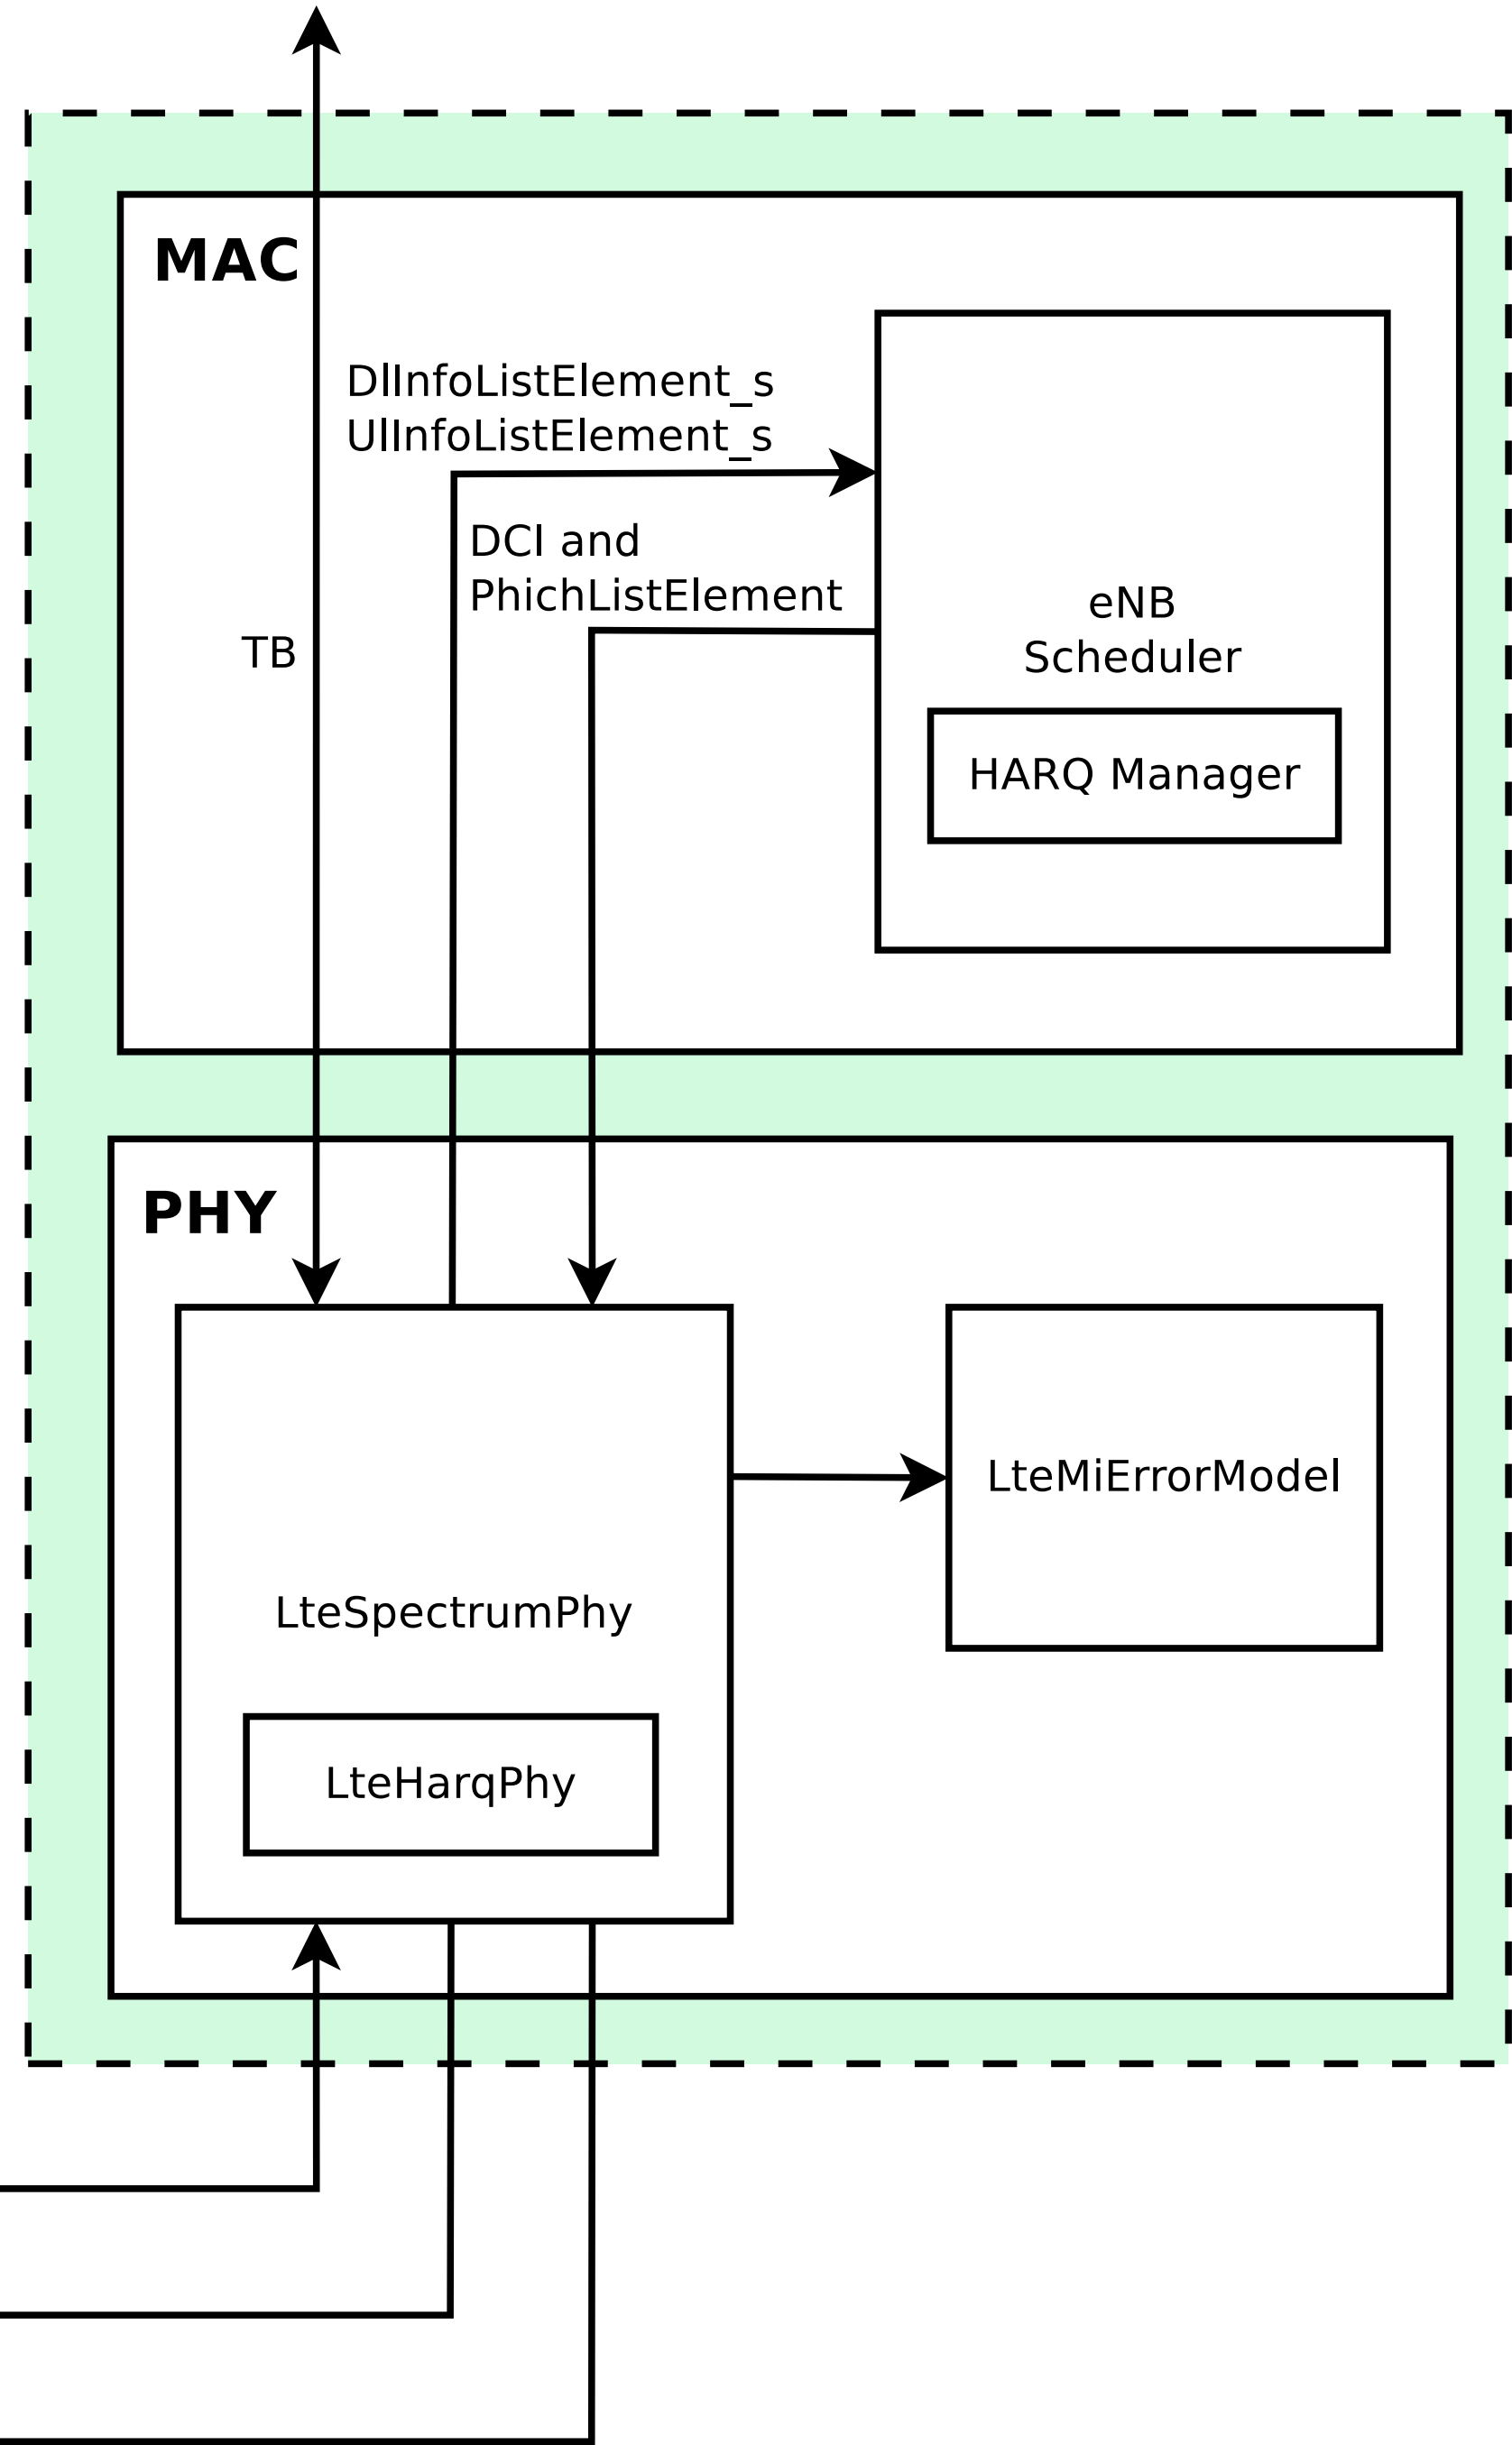 MAC
DlInfoListElement_s
UlInfoListElement_s
DCI and
PhichListElement
TB
eNB
Scheduler
HARQ Manager
PHY
LteMiErrorModel
LteSpectrumPhy
LteHarqPhy